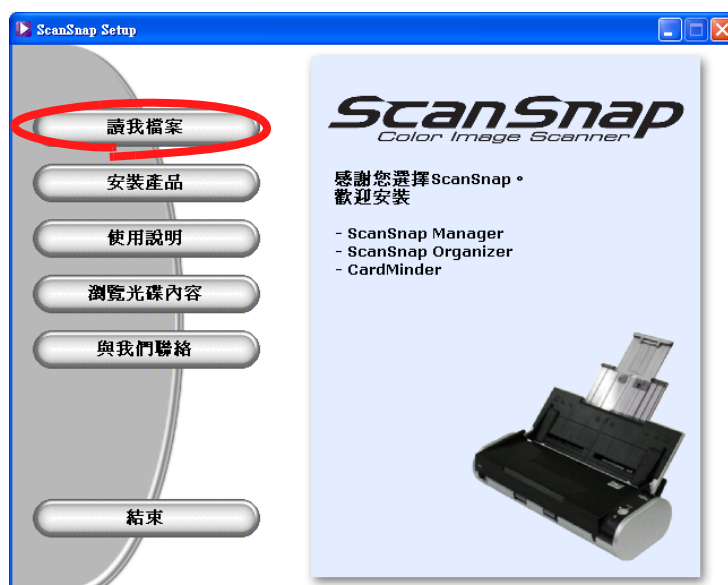 ScanSnap Setup
讀我檔案
安裝產品
使用說明
瀏覽光碟內容
與我們聯絡
結束
ScanSnap
Color Image Scanner
感謝您選擇ScanSnap。
歡迎安裝
- ScanSnap Manager
- ScanSnap Organizer
- CardMinder